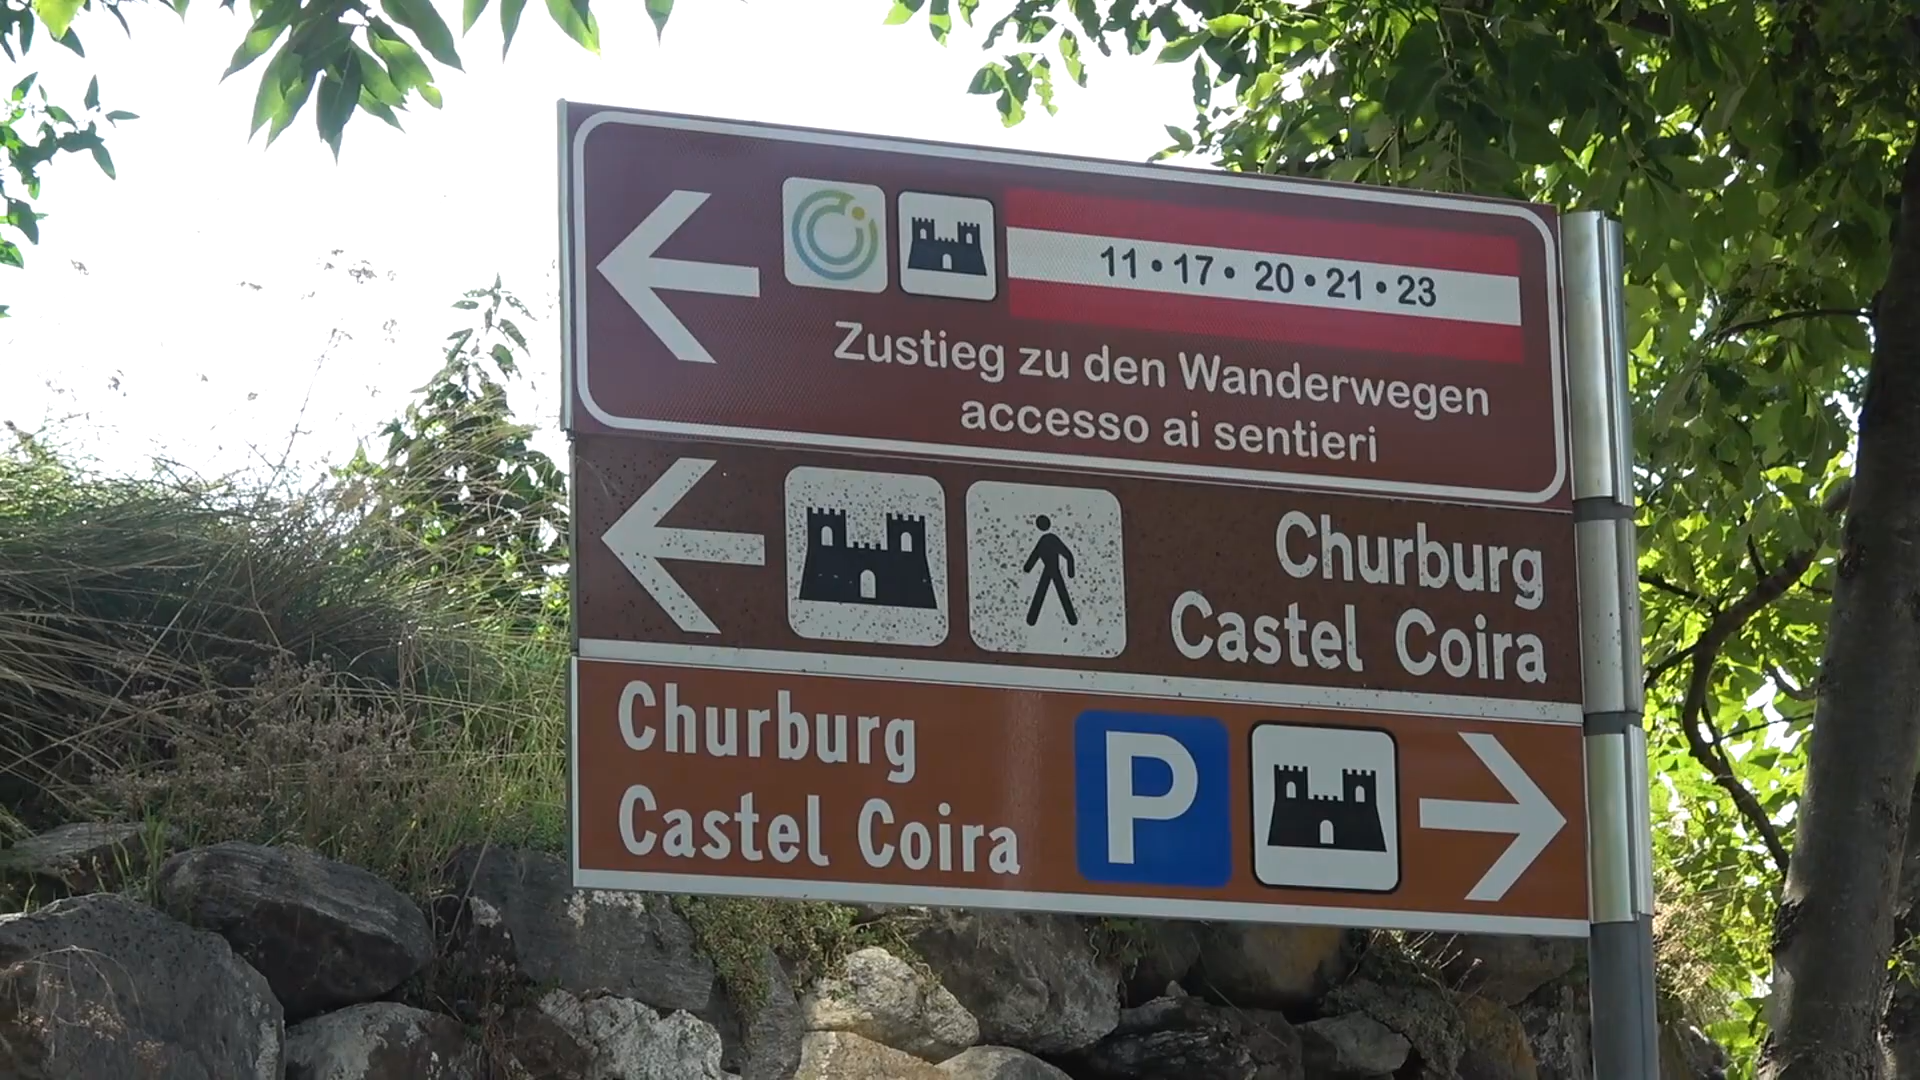 11 • 17 • 20 • 21 • 23
Zustieg zu den Wanderwegen
accesso ai sentieri
Churburg
Castel Coira
Churburg
Castel Coira
P